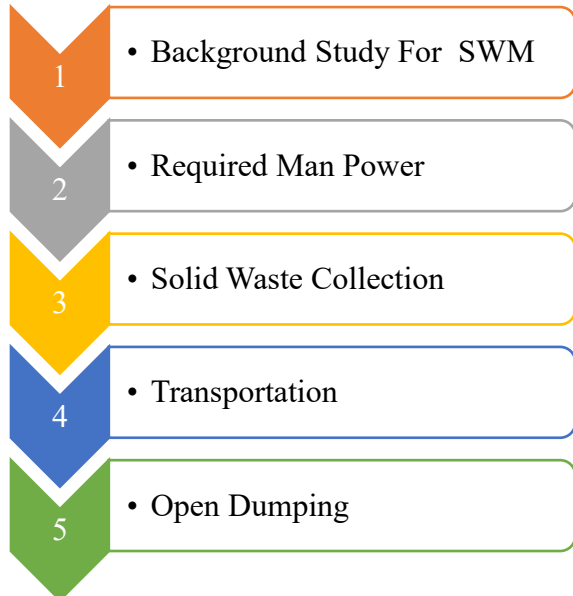 1
• Background Study For  SWM
2
• Required Man Power
3
• Solid Waste Collection
4
• Transportation
5
• Open Dumping